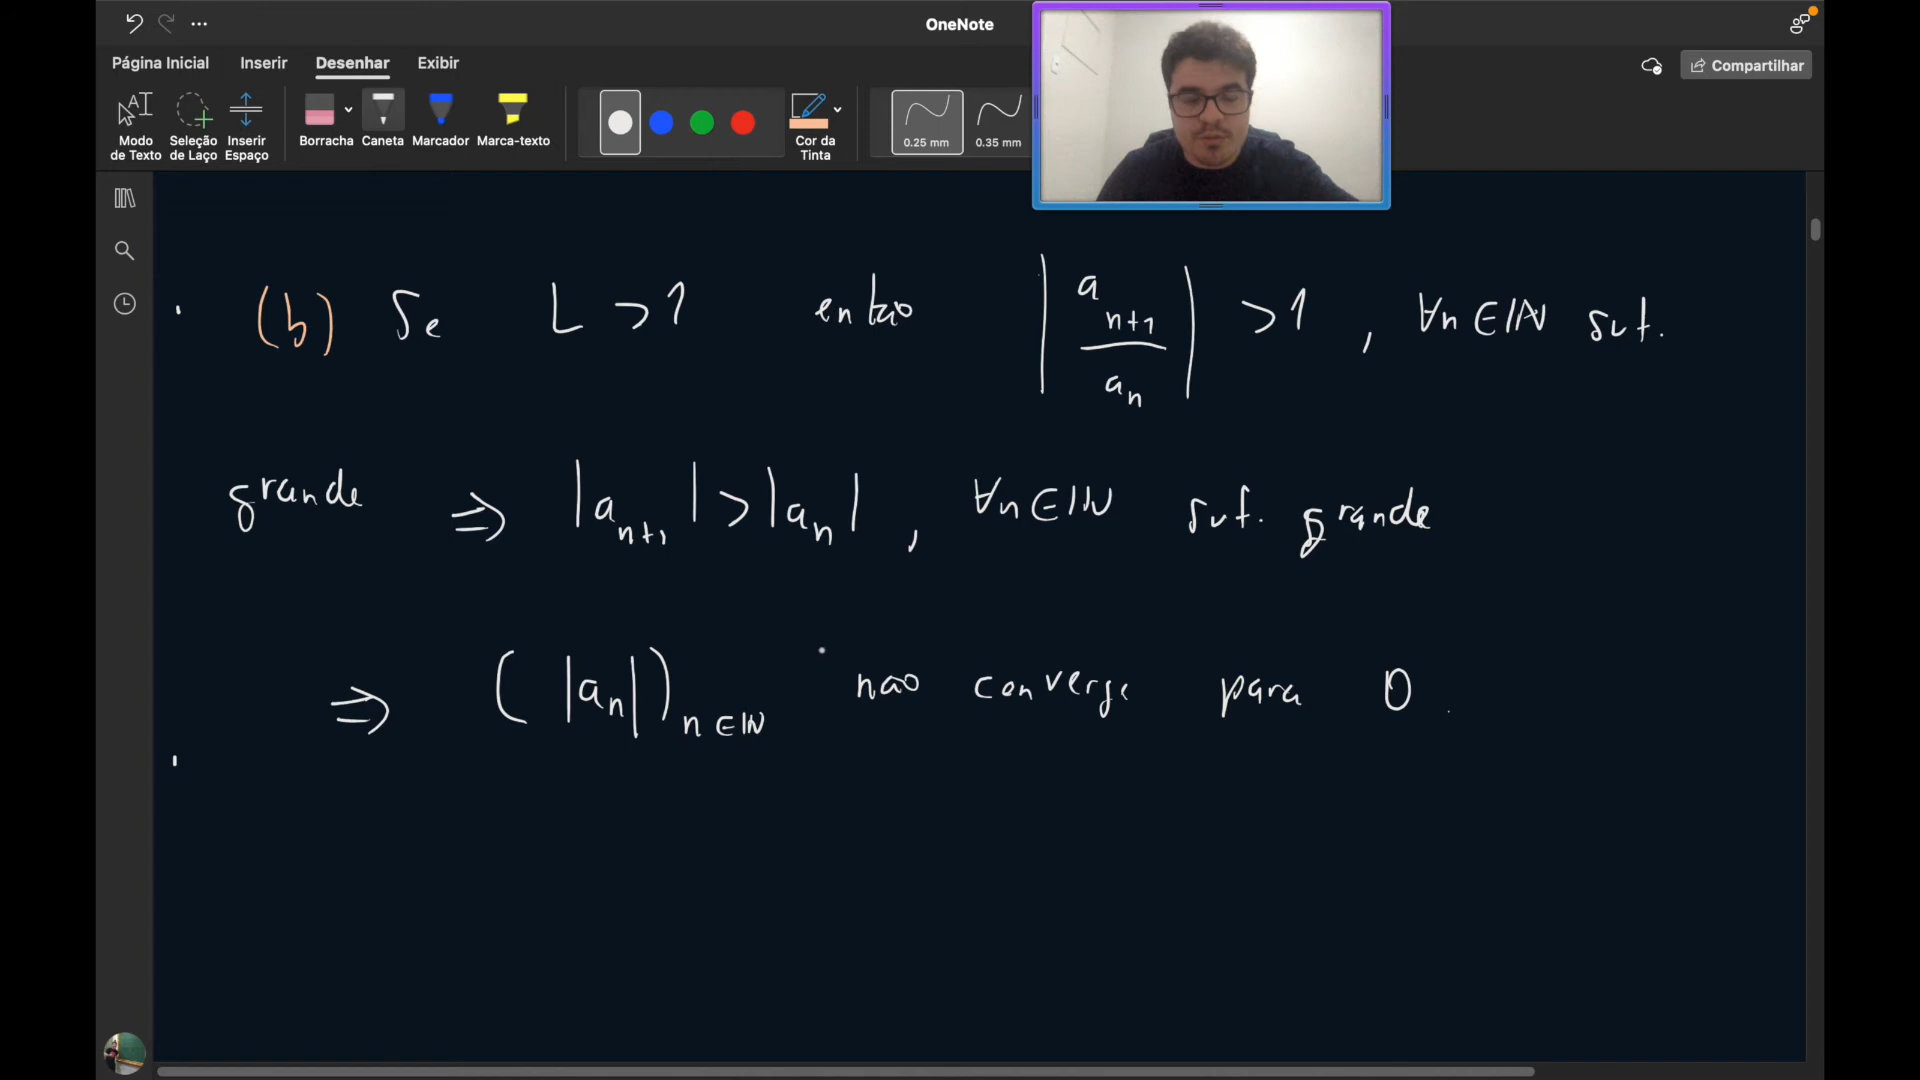 OneNote
Página Inicial Inserir Desenhar Exibir
Compartilhar
Modo de Texto Seleção de Laço Inserir Espaço Borracha Caneta Marcador Marca-texto Cor da Tinta 0.25 mm 0.35 mm
(b) Se L > 1 entao |a_{n+1}/a_n| > 1, ∀n ∈ ℕ suf.
grande ⇒ |a_{n+1}| > |a_n|, ∀n ∈ ℕ suf. grande
⇒ (|a_n|)_{n ∈ ℕ} nao converge para 0.